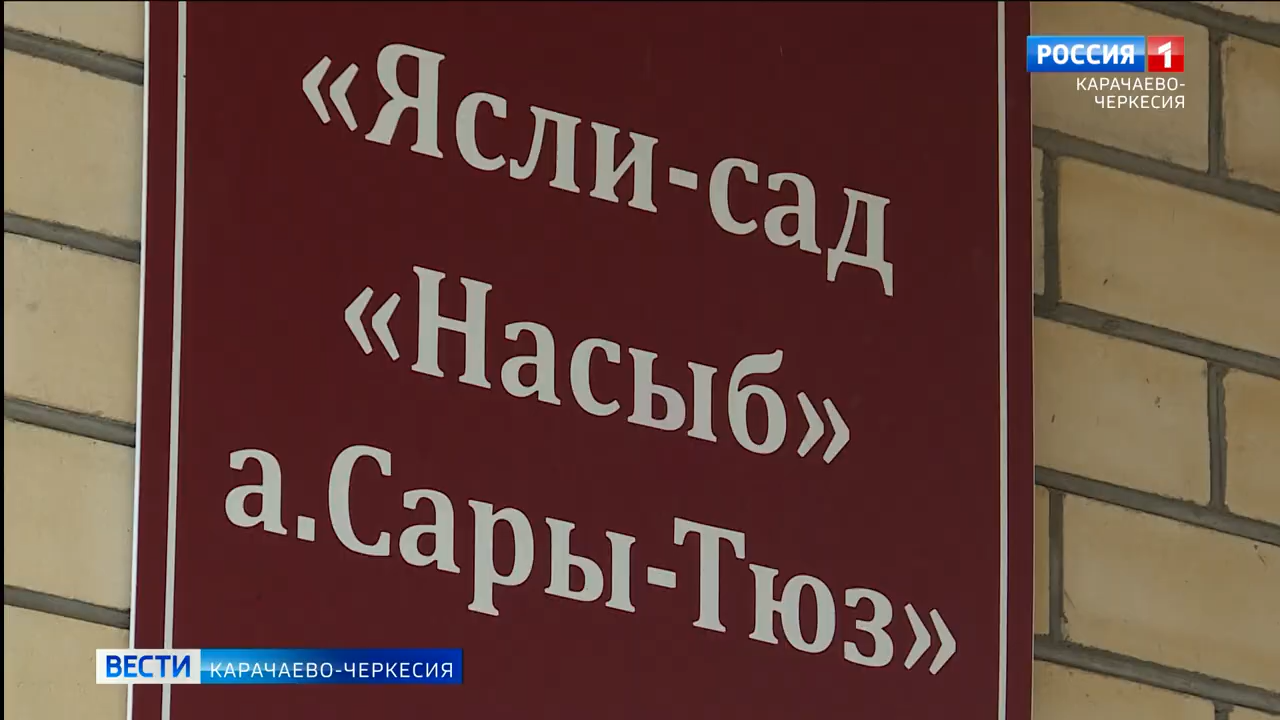 РОССИЯ 1
КАРАЧАЕВО-
ЧЕРКЕСИЯ
«Ясли-сад
«Насыб»
а.Сары-Тюз»
ВЕСТИ КАРАЧАЕВО-ЧЕРКЕСИЯ